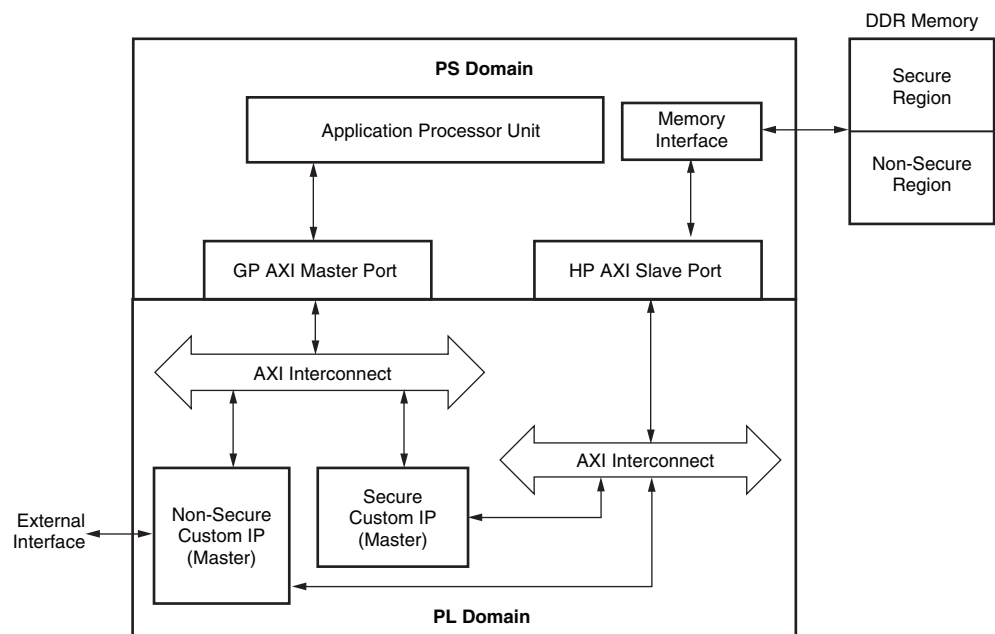 DDR Memory
PS Domain
Secure
Region
Application Processor Unit
Memory
Interface
Non-Secure
Region
GP AXI Master Port
HP AXI Slave Port
AXI Interconnect
AXI Interconnect
External
Interface
Non-Secure
Custom IP
(Master)
Secure
Custom IP
(Master)
PL Domain